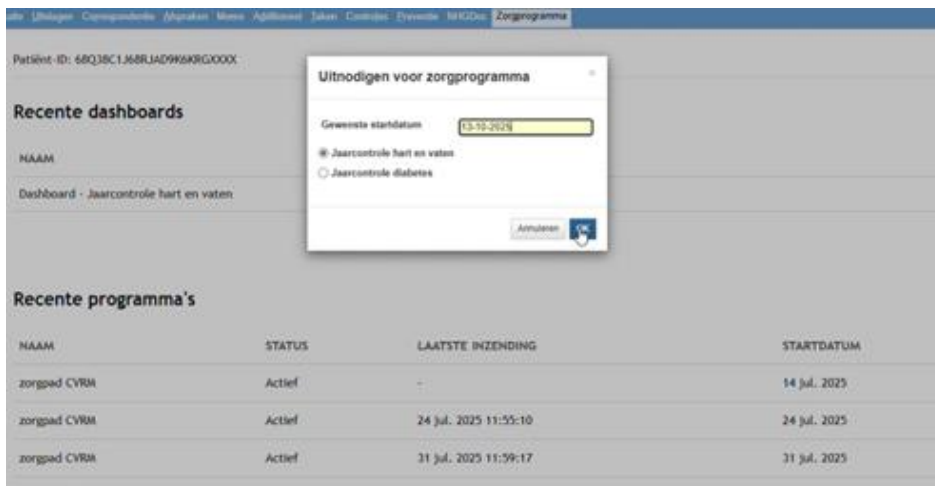 Uitslagen Correspondentie Afspraken Memo Additioneel Taken Controles Preventie NHGDoc Zorgprogramma
Patiënt-ID:
Uitnodigen voor zorgprogramma
×
Recente dashboards
Gewenste startdatum 13-10-2025
Jaarcontrole hart en vaten
NAAM
Jaarcontrole diabetes
Dashboard - Jaarcontrole hart en vaten
Annuleren OK
Recente programma's
NAAM STATUS LAATSTE INZENDING STARTDATUM
zorgpad CVRM Actief - 14 jul. 2025
zorgpad CVRM Actief 24 jul. 2025 11:55:10 24 jul. 2025
zorgpad CVRM Actief 31 jul. 2025 11:59:17 31 jul. 2025